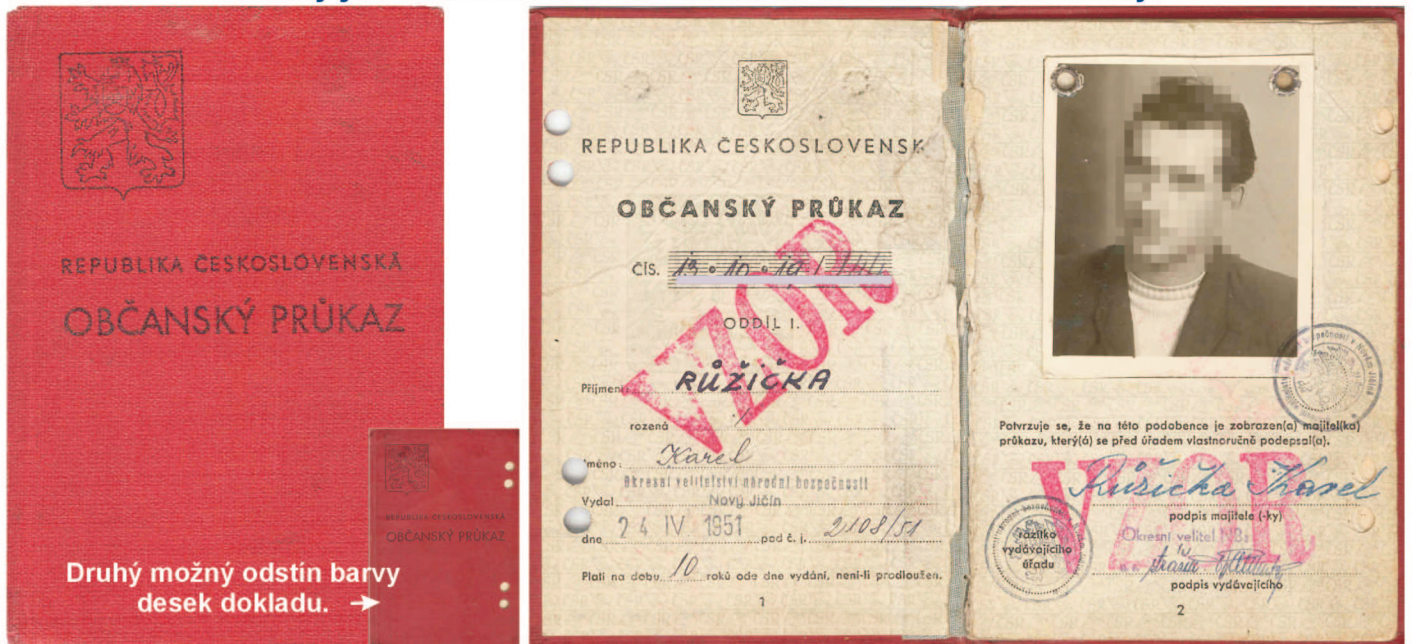 REPUBLIKA ČESKOSLOVENSKÁ
OBČANSKÝ PRŮKAZ
REPUBLIKA ČESKOSLOVENSKÁ
OBČANSKÝ PRŮKAZ
Druhý možný odstín barvy
desek dokladu.
REPUBLIKA ČESKOSLOVENSK
OBČANSKÝ PRŮKAZ
ČÍS. 13 • 10 • 19 /
VZOR
ODDÍL I.
Příjmení: RŮŽIČKA
rozená
Jméno: Karel
Okresní velitelství národní bezpečnosti
Vydal Nový Jičín
dne 24 IV 1951 pod č. j. 2108/51
Platí na dobu 10 roků ode dne vydání, není-li prodloužen.
1
Potvrzuje se, že na této podobence je zobrazen(a) majitel(ka)
průkazu, který(á) se před úřadem vlastnoručně podepsal(a).
VZOR
Růžička Karel
podpis majitele (-ky)
Okresní velitel NB:
razítko
vydávajícího
úřadu
podpis vydávajícího
2